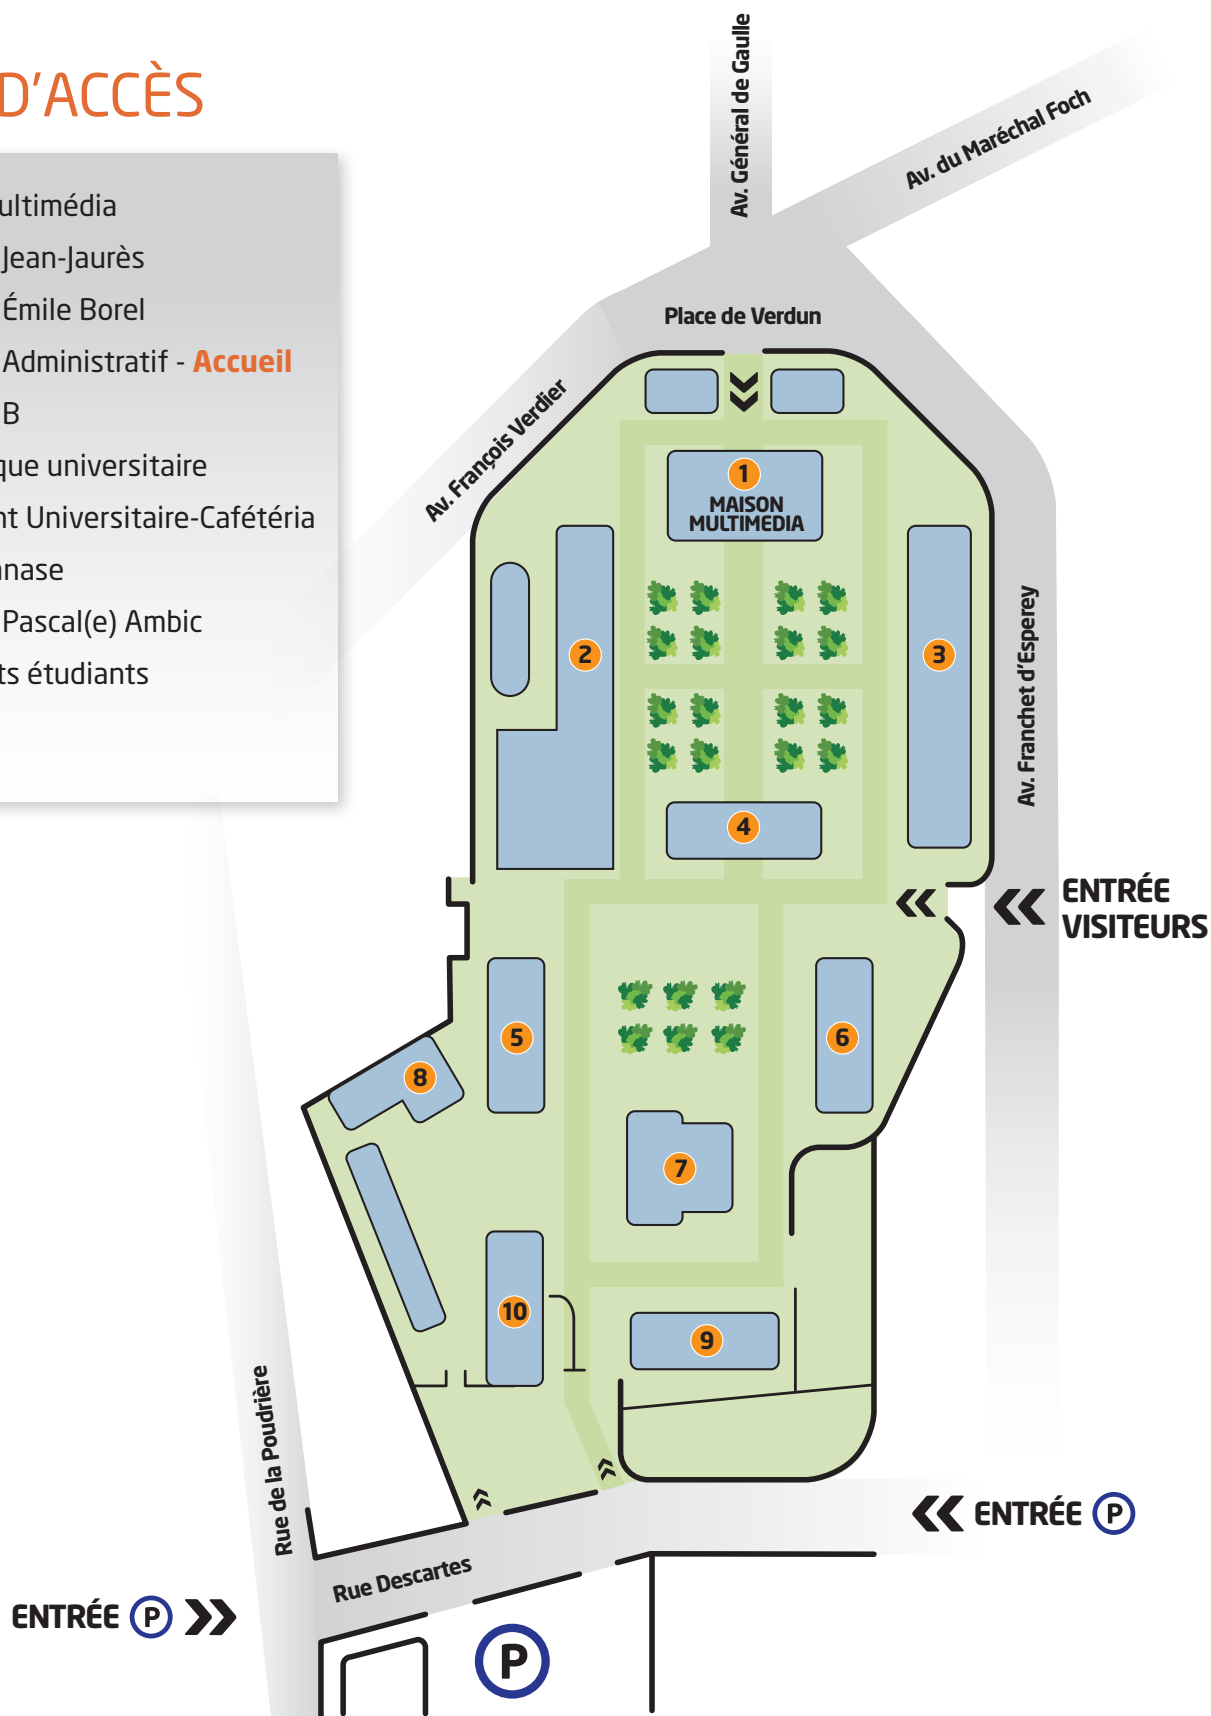 D'ACCÈS
ultimédia
Jean-Jaurès
Émile Borel
Administratif - Accueil
B
que universitaire
nt Universitaire-Cafétéria
nase
Pascal(e) Ambic
ts étudiants
Av. Général de Gaulle
Av. du Maréchal Foch
Place de Verdun
Av. François Verdier
1
MAISON
MULTIMEDIA
2
3
Av. Franchet d'Esperey
4
ENTRÉE
VISITEURS
5
6
8
7
10
9
Rue de la Poudrière
ENTRÉE P
Rue Descartes
ENTRÉE P
P